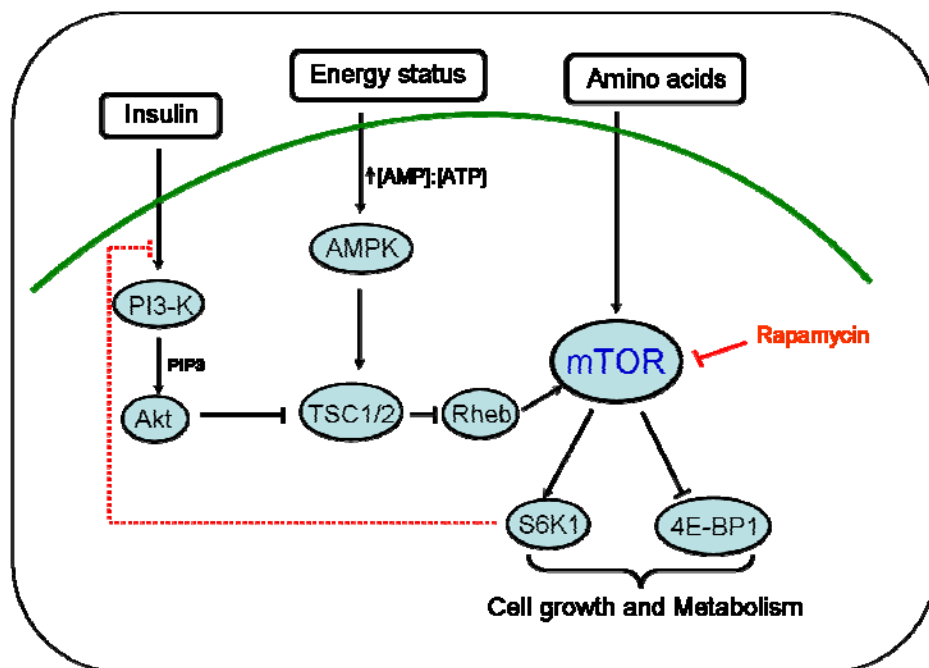 Energy status
Amino acids
Insulin
↑[AMP]:[ATP]
AMPK
PI3-K
PIP3
Rapamycin
mTOR
Akt
TSC1/2
Rheb
S6K1
4E-BP1
Cell growth and Metabolism